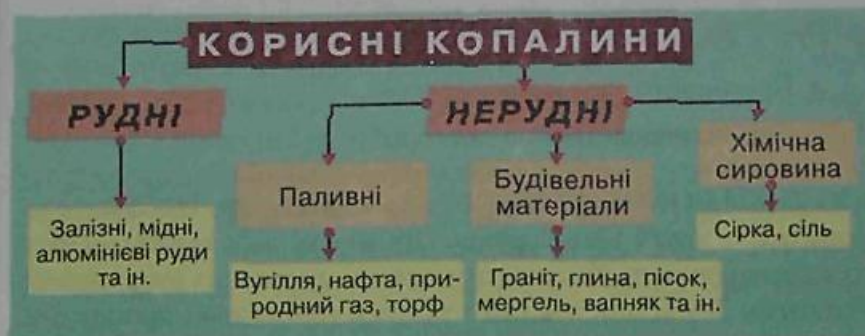 КОРИСНІ КОПАЛИНИ
РУДНІ
Залізні, мідні,
алюмінієві руди
та ін.
НЕРУДНІ
Паливні
Вугілля, нафта, при-
родний газ, торф
Будівельні
матеріали
Граніт, глина, пісок,
мергель, вапняк та ін.
Хімічна
сировина
Сірка, сіль